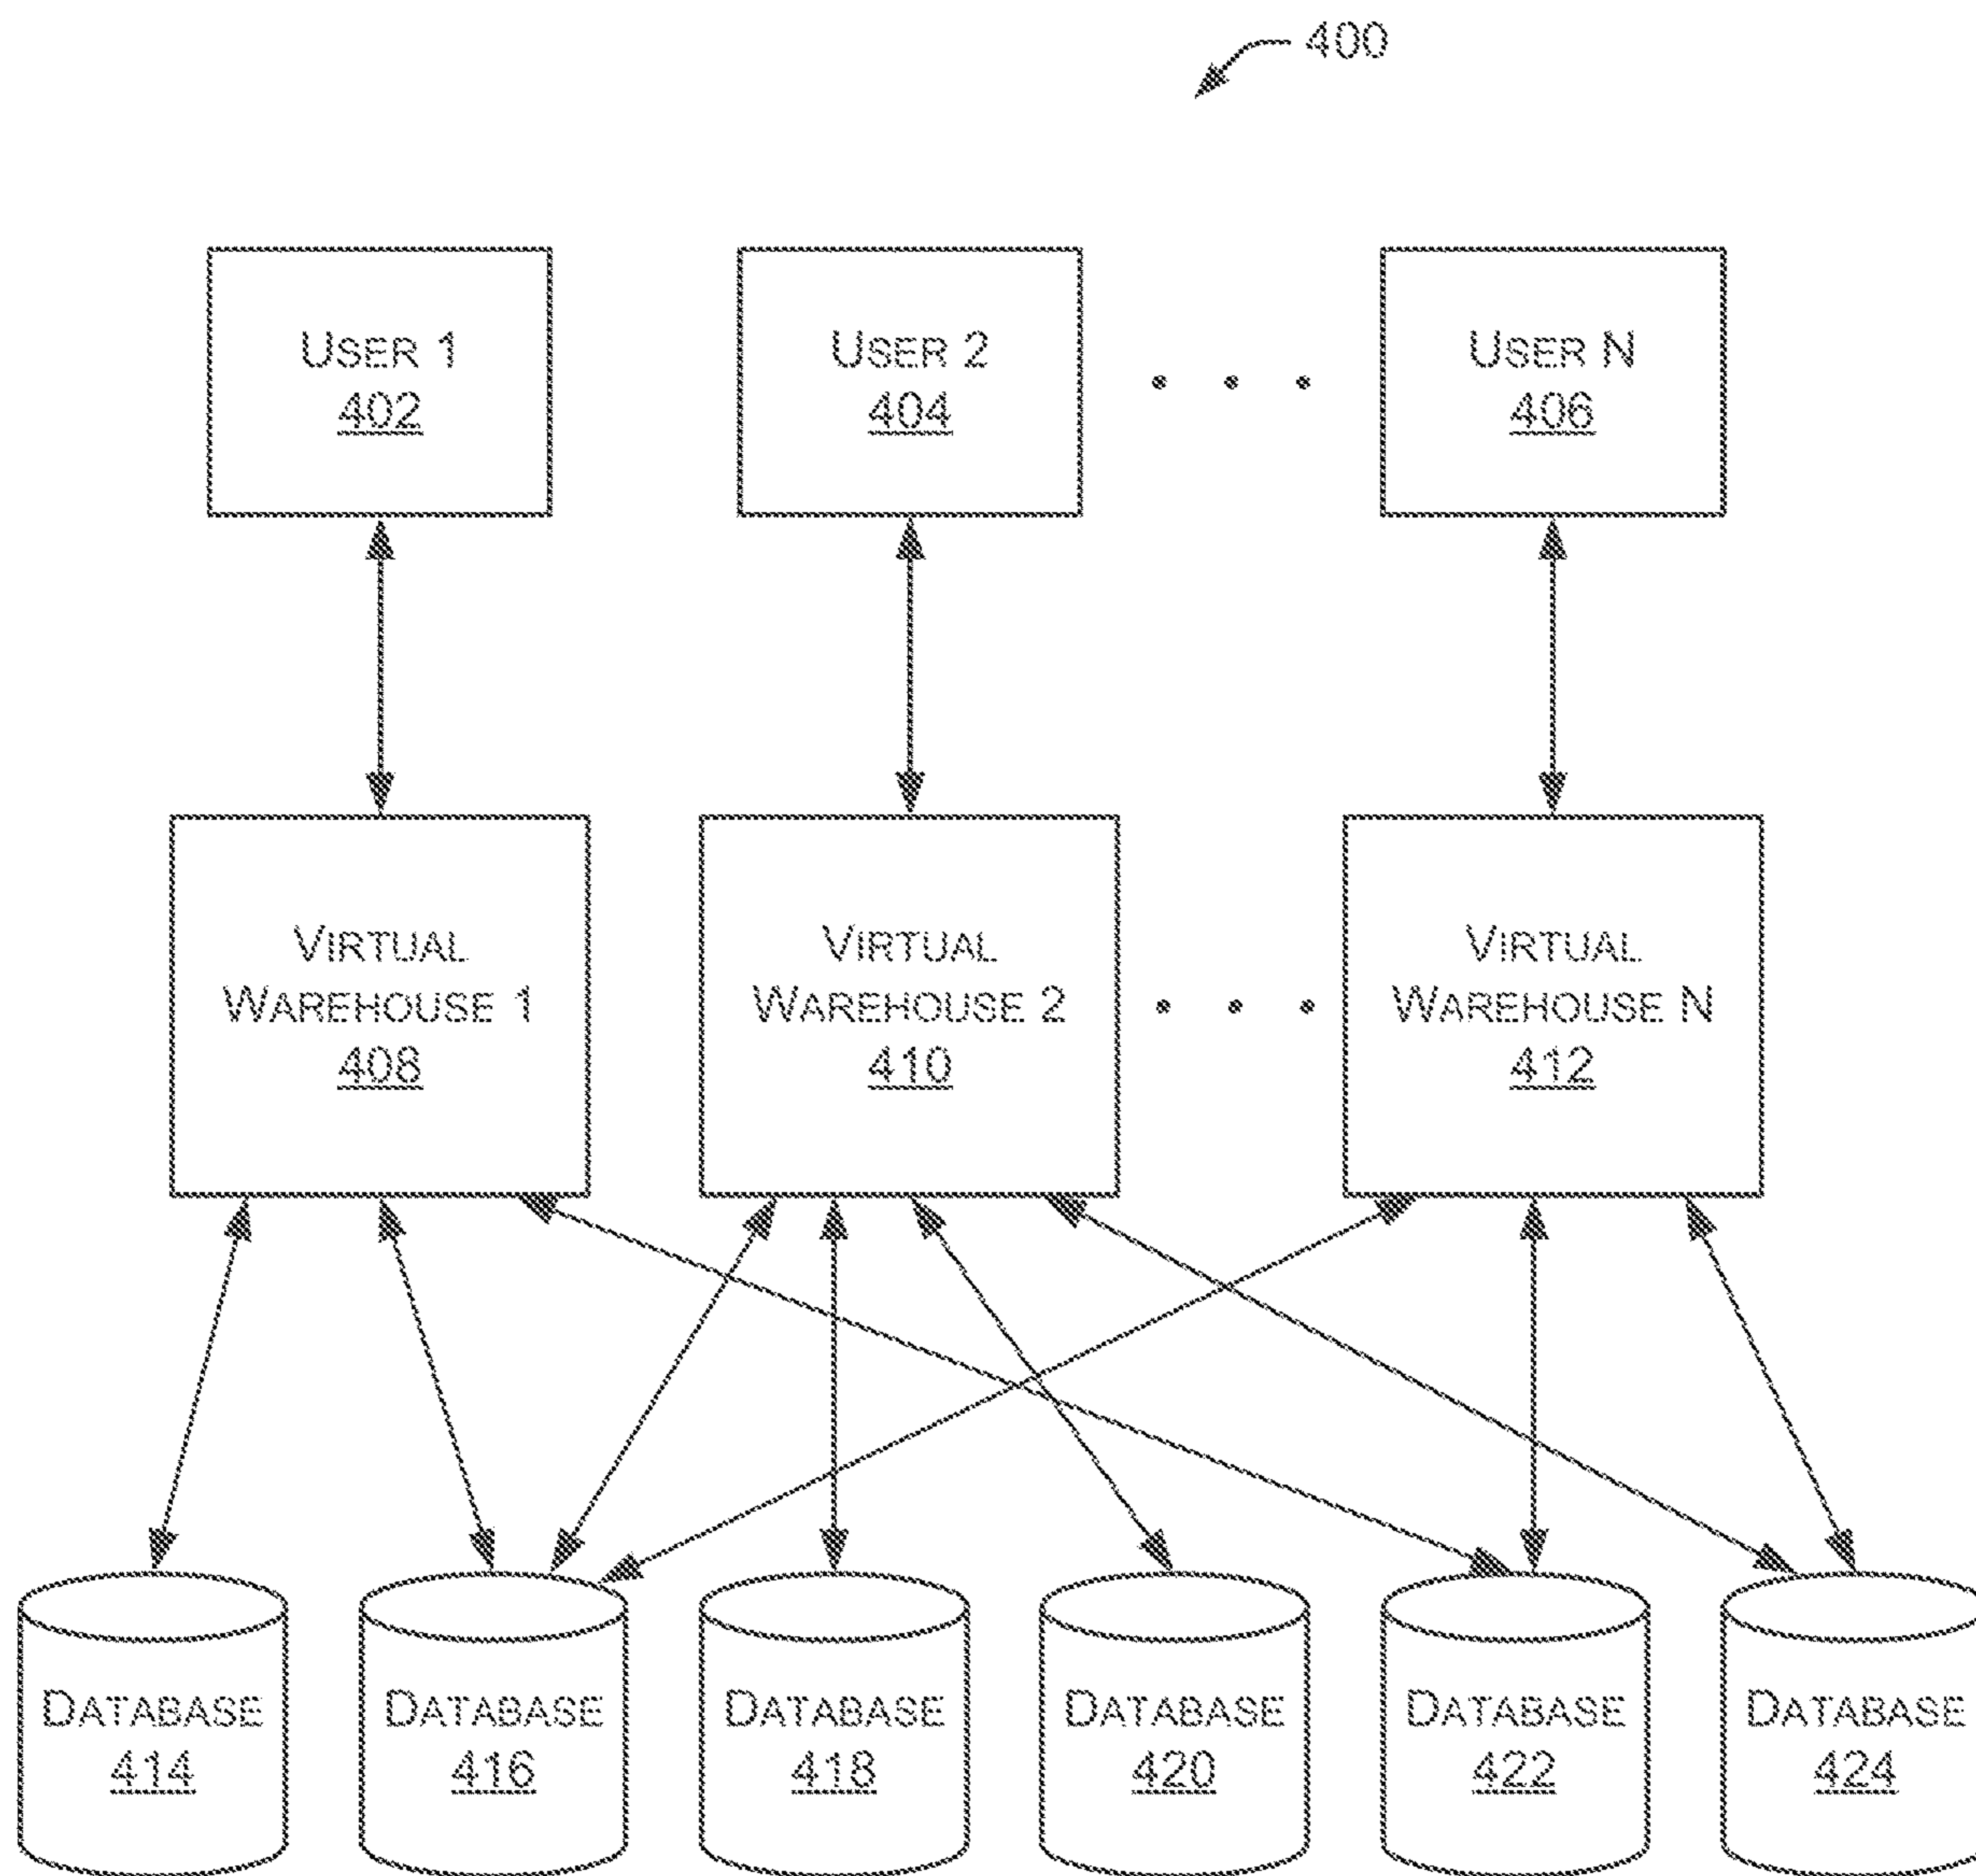 400
USER 1
402
USER 2
404
USER N
406
VIRTUAL
WAREHOUSE 1
408
VIRTUAL
WAREHOUSE 2
410
VIRTUAL
WAREHOUSE N
412
DATABASE
414
DATABASE
416
DATABASE
418
DATABASE
420
DATABASE
422
DATABASE
424